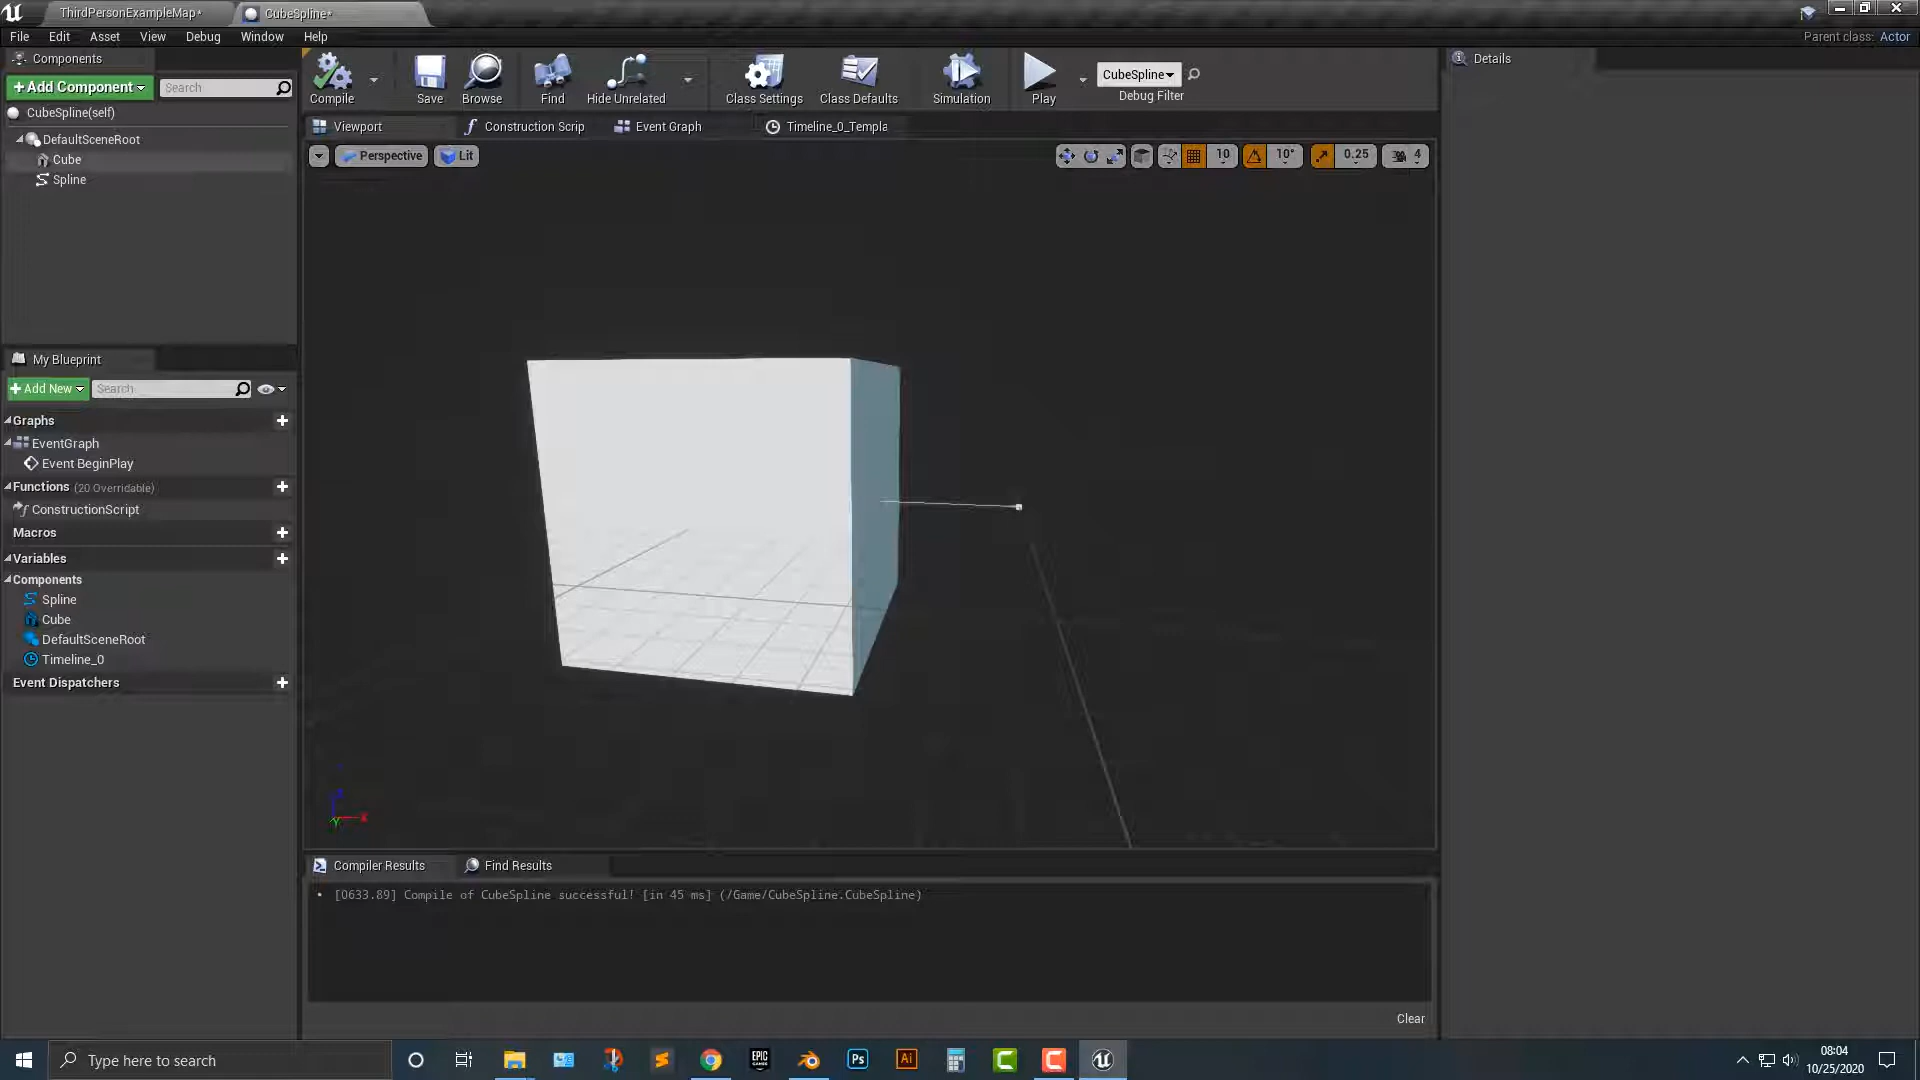 ThirdPersonExampleMap*
CubeSpline*
File Edit Asset View Debug Window Help
Parent class: Actor
Components
+Add Component
Search
CubeSpline(self)
DefaultSceneRoot
Cube
Spline
Compile
Save
Browse
Find
Hide Unrelated
Class Settings
Class Defaults
Simulation
Play
CubeSpline
Debug Filter
Details
Viewport
Construction Scrip
Event Graph
Timeline_0_Templa
Perspective
Lit
10
10°
0.25
4
My Blueprint
+Add New
Search
Graphs
EventGraph
Event BeginPlay
Functions (20 Overridable)
ConstructionScript
Macros
Variables
Components
Spline
Cube
DefaultSceneRoot
Timeline_0
Event Dispatchers
X
Y
Z
Compiler Results
Find Results
[0633.89] Compile of CubeSpline successful! [in 45 ms] (/Game/CubeSpline.CubeSpline)
Clear
Type here to search
EPIC GAMES
Ps
Ai
08:04
10/25/2020